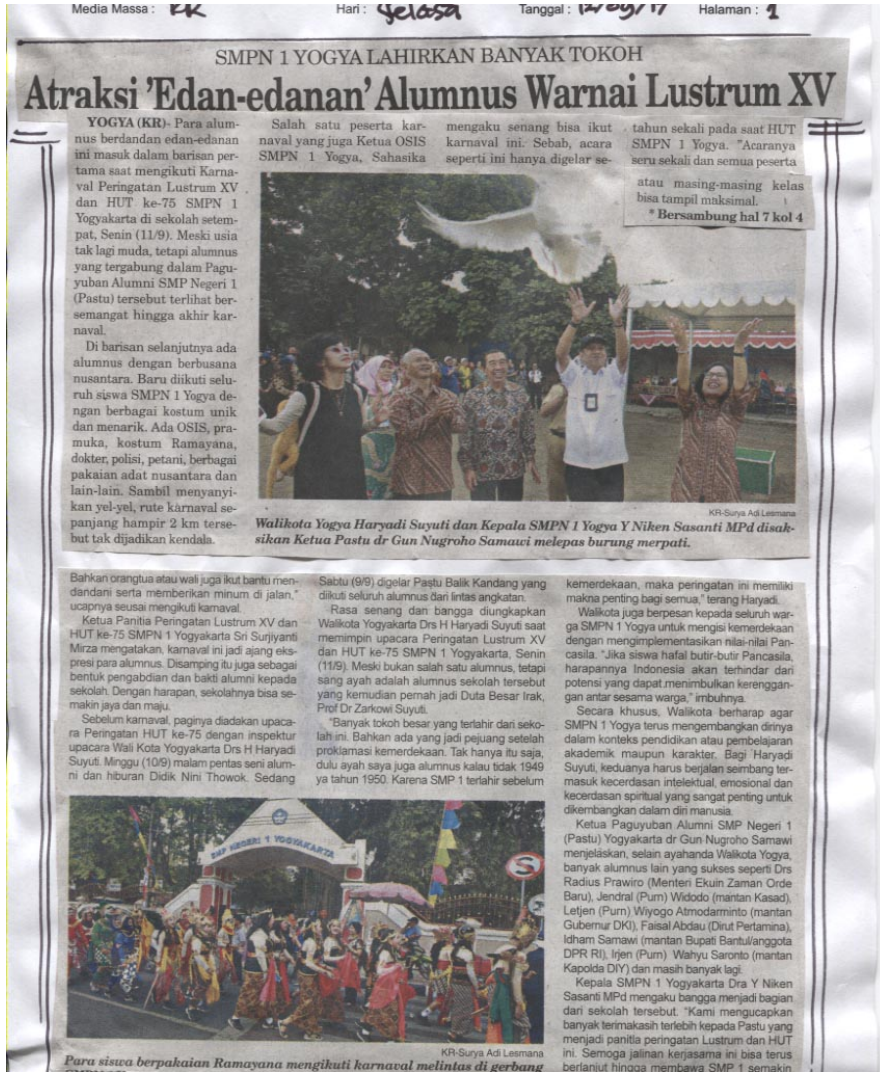 Media Massa : KR Hari : Selasa Tanggal : 12/09/17 Halaman : 1
SMPN 1 YOGYA LAHIRKAN BANYAK TOKOH
Atraksi 'Edan-edanan' Alumnus Warnai Lustrum XV
YOGYA (KR)- Para alum-
nus berdandan edan-edanan
ini masuk dalam barisan per-
tama saat mengikuti Karna-
val Peringatan Lustrum XV
dan HUT ke-75 SMPN 1
Yogyakarta di sekolah setem-
pat, Senin (11/9). Meski usia
tak lagi muda, tetapi alumnus
yang tergabung dalam Pagu-
yuban Alumni SMP Negeri 1
(Pastu) tersebut terlihat ber-
semangat hingga akhir kar-
naval.
Di barisan selanjutnya ada
alumnus dengan berbusana
nusantara. Baru diikuti selu-
ruh siswa SMPN 1 Yogya de-
ngan berbagai kostum unik
dan menarik. Ada OSIS, pra-
muka, kostum Ramayana,
dokter, polisi, petani, berbagai
pakaian adat nusantara dan
lain-lain. Sambil menyanyi-
kan yel-yel, rute karnaval se-
panjang hampir 2 km terse-
but tak dijadikan kendala.
Salah satu peserta kar-
naval yang juga Ketua OSIS
SMPN 1 Yogya, Sahasika
mengaku senang bisa ikut
karnaval ini. Sebab, acara
seperti ini hanya digelar se-
tahun sekali pada saat HUT
SMPN 1 Yogya. "Acaranya
seru sekali dan semua peserta
atau masing-masing kelas
bisa tampil maksimal.
* Bersambung hal 7 kol 4
KR-Surya Adi Lesmana
Walikota Yogya Haryadi Suyuti dan Kepala SMPN 1 Yogya Y Niken Sasanti MPd disak-
sikan Ketua Pastu dr Gun Nugroho Samawi melepas burung merpati.
Bahkan orangtua atau wali juga ikut bantu men-
dandani serta memberikan minum di jalan,"
ucapnya seusai mengikuti karnaval.
Ketua Panitia Peringatan Lustrum XV dan
HUT ke-75 SMPN 1 Yogyakarta Sri Surjiyanti
Mirza mengatakan, karnaval ini jadi ajang eks-
presi para alumnus. Disamping itu juga sebagai
bentuk pengabdian dan bakti alumni kepada
sekolah. Dengan harapan, sekolahnya bisa se-
makin jaya dan maju.
Sebelum karnaval, paginya diadakan upaca-
ra Peringatan HUT ke-75 dengan inspektur
upacara Wali Kota Yogyakarta Drs H Haryadi
Suyuti. Minggu (10/9) malam pentas seni alum-
ni dan hiburan Didik Nini Thowok. Sedang
Sabtu (9/9) digelar Pastu Balik Kandang yang
diikuti seluruh alumnus dari lintas angkatan.
Rasa senang dan bangga diungkapkan
Walikota Yogyakarta Drs H Haryadi Suyuti saat
memimpin upacara Peringatan Lustrum XV
dan HUT ke-75 SMPN 1 Yogyakarta, Senin
(11/9). Meski bukan salah satu alumnus, tetapi
sang ayah adalah alumnus sekolah tersebut
yang kemudian pernah jadi Duta Besar Irak,
Prof Dr Zarkowi Suyuti.
"Banyak tokoh besar yang terlahir dari seko-
lah ini. Bahkan ada yang jadi pejuang setelah
proklamasi kemerdekaan. Tak hanya itu saja,
dulu ayah saya juga alumnus kalau tidak 1949
ya tahun 1950. Karena SMP 1 terlahir sebelum
kemerdekaan, maka peringatan ini memiliki
makna penting bagi semua," terang Haryadi.
Walikota juga berpesan kepada seluruh war-
ga SMPN 1 Yogya untuk mengisi kemerdekaan
dengan mengimplementasikan nilai-nilai Pan-
casila. "Jika siswa hafal butir-butir Pancasila,
harapannya Indonesia akan terhindar dari
potensi yang dapat menimbulkan kerenggan-
gan antar sesama warga," imbuhnya.
Secara khusus, Walikota berharap agar
SMPN 1 Yogya terus mengembangkan dirinya
dalam konteks pendidikan atau pembelajaran
akademik maupun karakter. Bagi Haryadi
Suyuti, keduanya harus berjalan seimbang ter-
masuk kecerdasan intelektual, emosional dan
kecerdasan spiritual yang sangat penting untuk
dikembangkan dalam diri manusia.
Ketua Paguyuban Alumni SMP Negeri 1
(Pastu) Yogyakarta dr Gun Nugroho Samawi
menjelaskan, selain ayahanda Walikota Yogya,
banyak alumnus lain yang sukses seperti Drs
Radius Prawiro (Menteri Ekuin Zaman Orde
Baru), Jendral (Purn) Widodo (mantan Kasad),
Letjen (Purn) Wiyogo Atmodarminto (mantan
Gubernur DKI), Faisal Abdau (Dirut Pertamina),
Idham Samawi (mantan Bupati Bantul/anggota
DPR RI), Irjen (Purn) Wahyu Saronto (mantan
Kapolda DIY) dan masih banyak lagi.
Kepala SMPN 1 Yogyakarta Dra Y Niken
Sasanti MPd mengaku bangga menjadi bagian
dari sekolah tersebut. "Kami mengucapkan
banyak terimakasih terlebih kepada Pastu yang
menjadi panitia peringatan Lustrum dan HUT
ini. Semoga jalinan kerjasama ini bisa terus
berlanjut hingga membawa SMP 1 semakin
SMP NEGERI 1 YOGYAKARTA
KR-Surya Adi Lesmana
Para siswa berpakaian Ramayana mengikuti karnaval melintas di gerbang